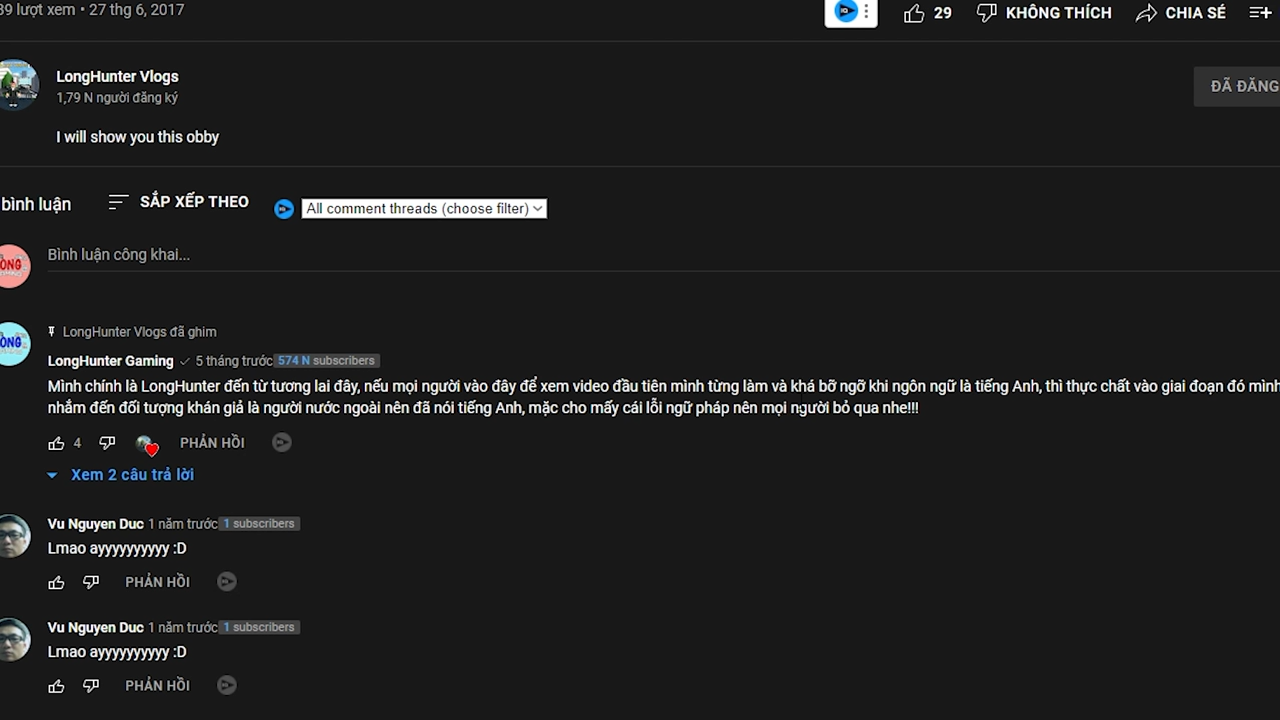 39 lượt xem • 27 thg 6, 2017
29
KHÔNG THÍCH
CHIA SẺ
LongHunter Vlogs
1,79 N người đăng ký
ĐÃ ĐĂNG
I will show you this obby
bình luận
SẮP XẾP THEO
All comment threads (choose filter)
Bình luận công khai...
LongHunter Vlogs đã ghim
LongHunter Gaming 5 tháng trước 574 N subscribers
Mình chính là LongHunter đến từ tương lai đây, nếu mọi người vào đây để xem video đầu tiên mình từng làm và khá bỡ ngỡ khi ngôn ngữ là tiếng Anh, thì thực chất vào giai đoạn đó mình
nhắm đến đối tượng khán giả là người nước ngoài nên đã nói tiếng Anh, mặc cho mấy cái lỗi ngữ pháp nên mọi người bỏ qua nhe!!!
4
PHẢN HỒI
Xem 2 câu trả lời
Vu Nguyen Duc 1 năm trước 1 subscribers
Lmao ayyyyyyyyyy :D
PHẢN HỒI
Vu Nguyen Duc 1 năm trước 1 subscribers
Lmao ayyyyyyyyyy :D
PHẢN HỒI